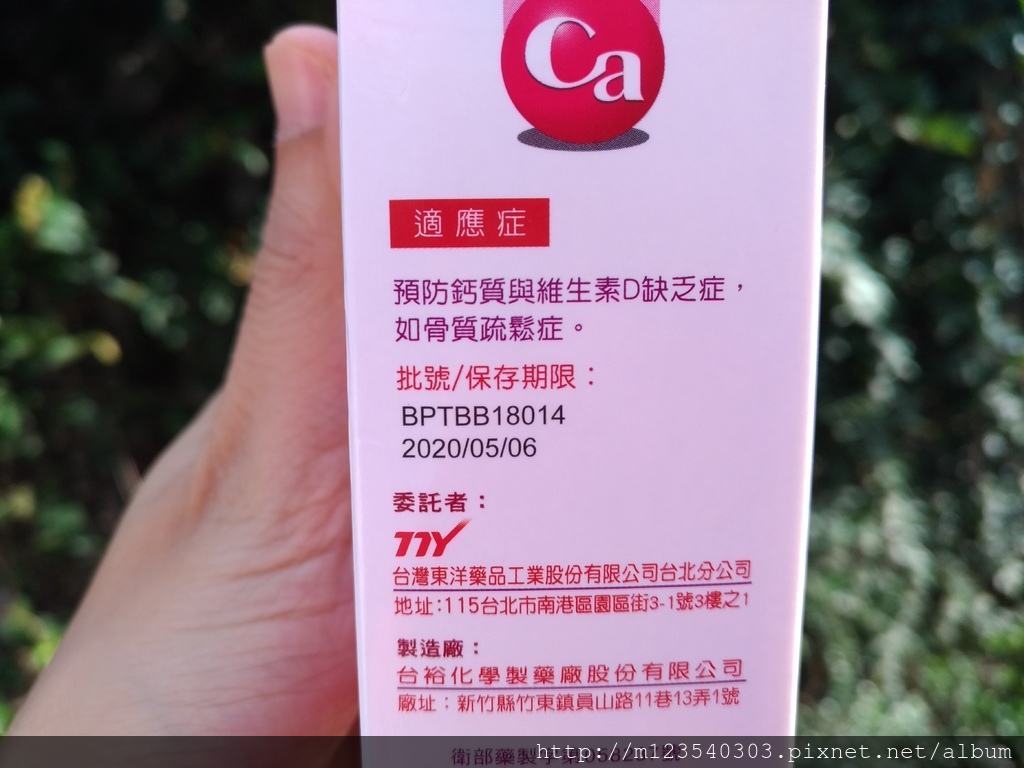 Ca
適應症
預防鈣質與維生素D缺乏症，
如骨質疏鬆症。
批號/保存期限：
BPTBB18014
2020/05/06
委託者：
TTY
台灣東洋藥品工業股份有限公司台北分公司
地址:115台北市南港區園區街3-1號3樓之1
製造廠：
台裕化學製藥廠股份有限公司
廠址：新竹縣竹東鎮員山路11巷13弄1號
衛部藥製字第
http://m123540303.pixnet.net/album